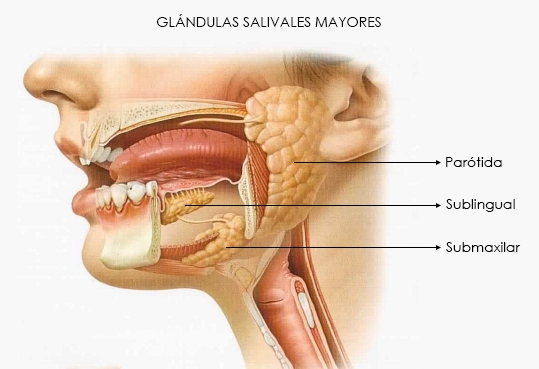 GLÁNDULAS SALIVALES MAYORES
Parótida
Sublingual
Submaxilar